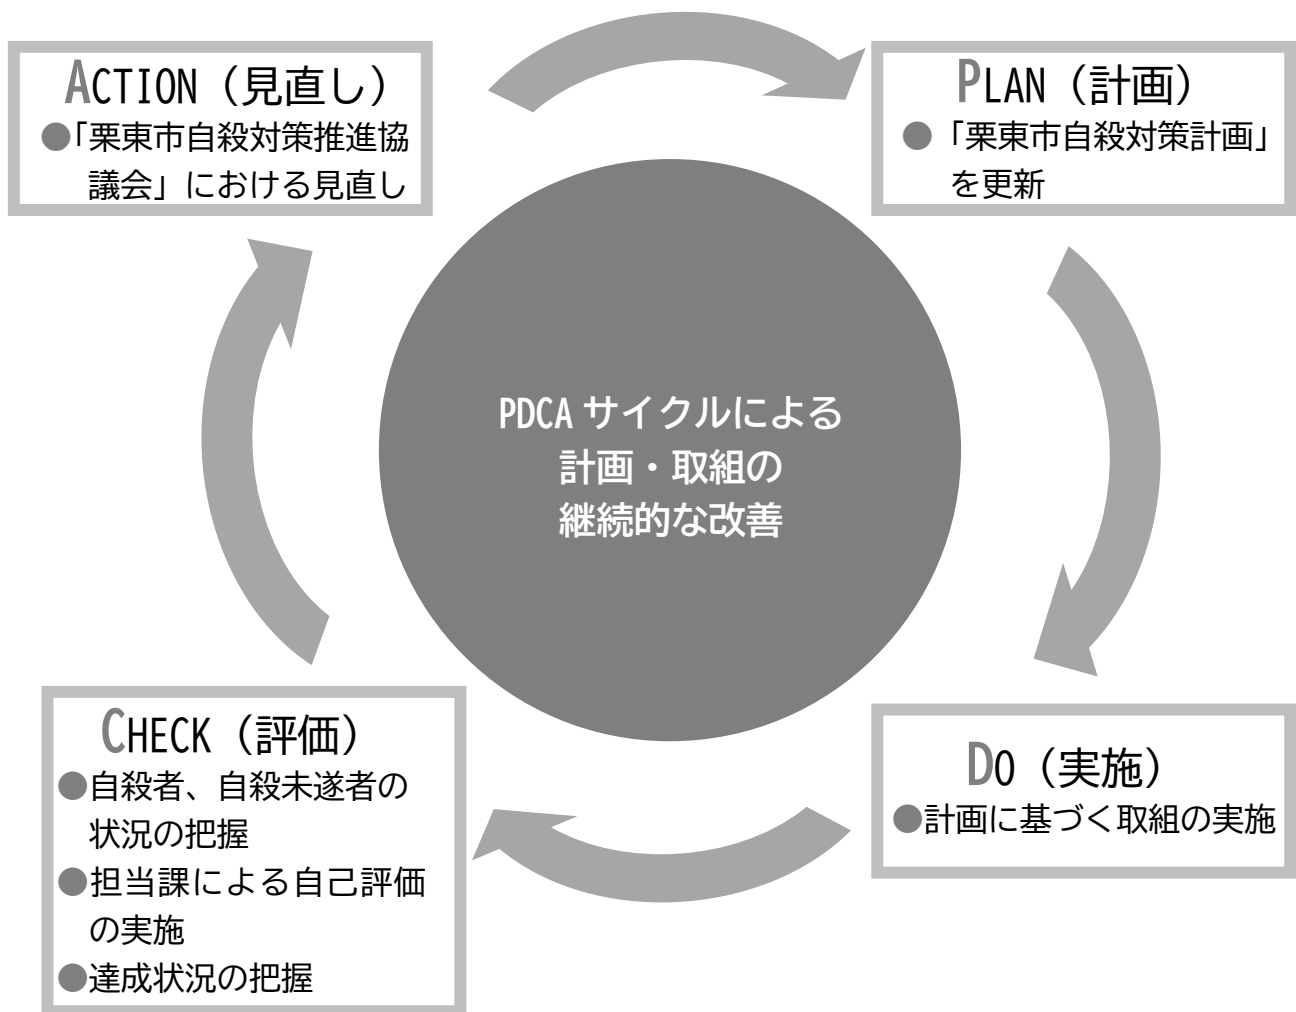 ACTION（見直し）
●「栗東市自殺対策推進協
議会」における見直し
PLAN（計画）
●「栗東市自殺対策計画」
を更新
PDCA サイクルによる
計画・取組の
継続的な改善
CHECK（評価）
●自殺者、自殺未遂者の
状況の把握
●担当課による自己評価
の実施
●達成状況の把握
DO（実施）
●計画に基づく取組の実施